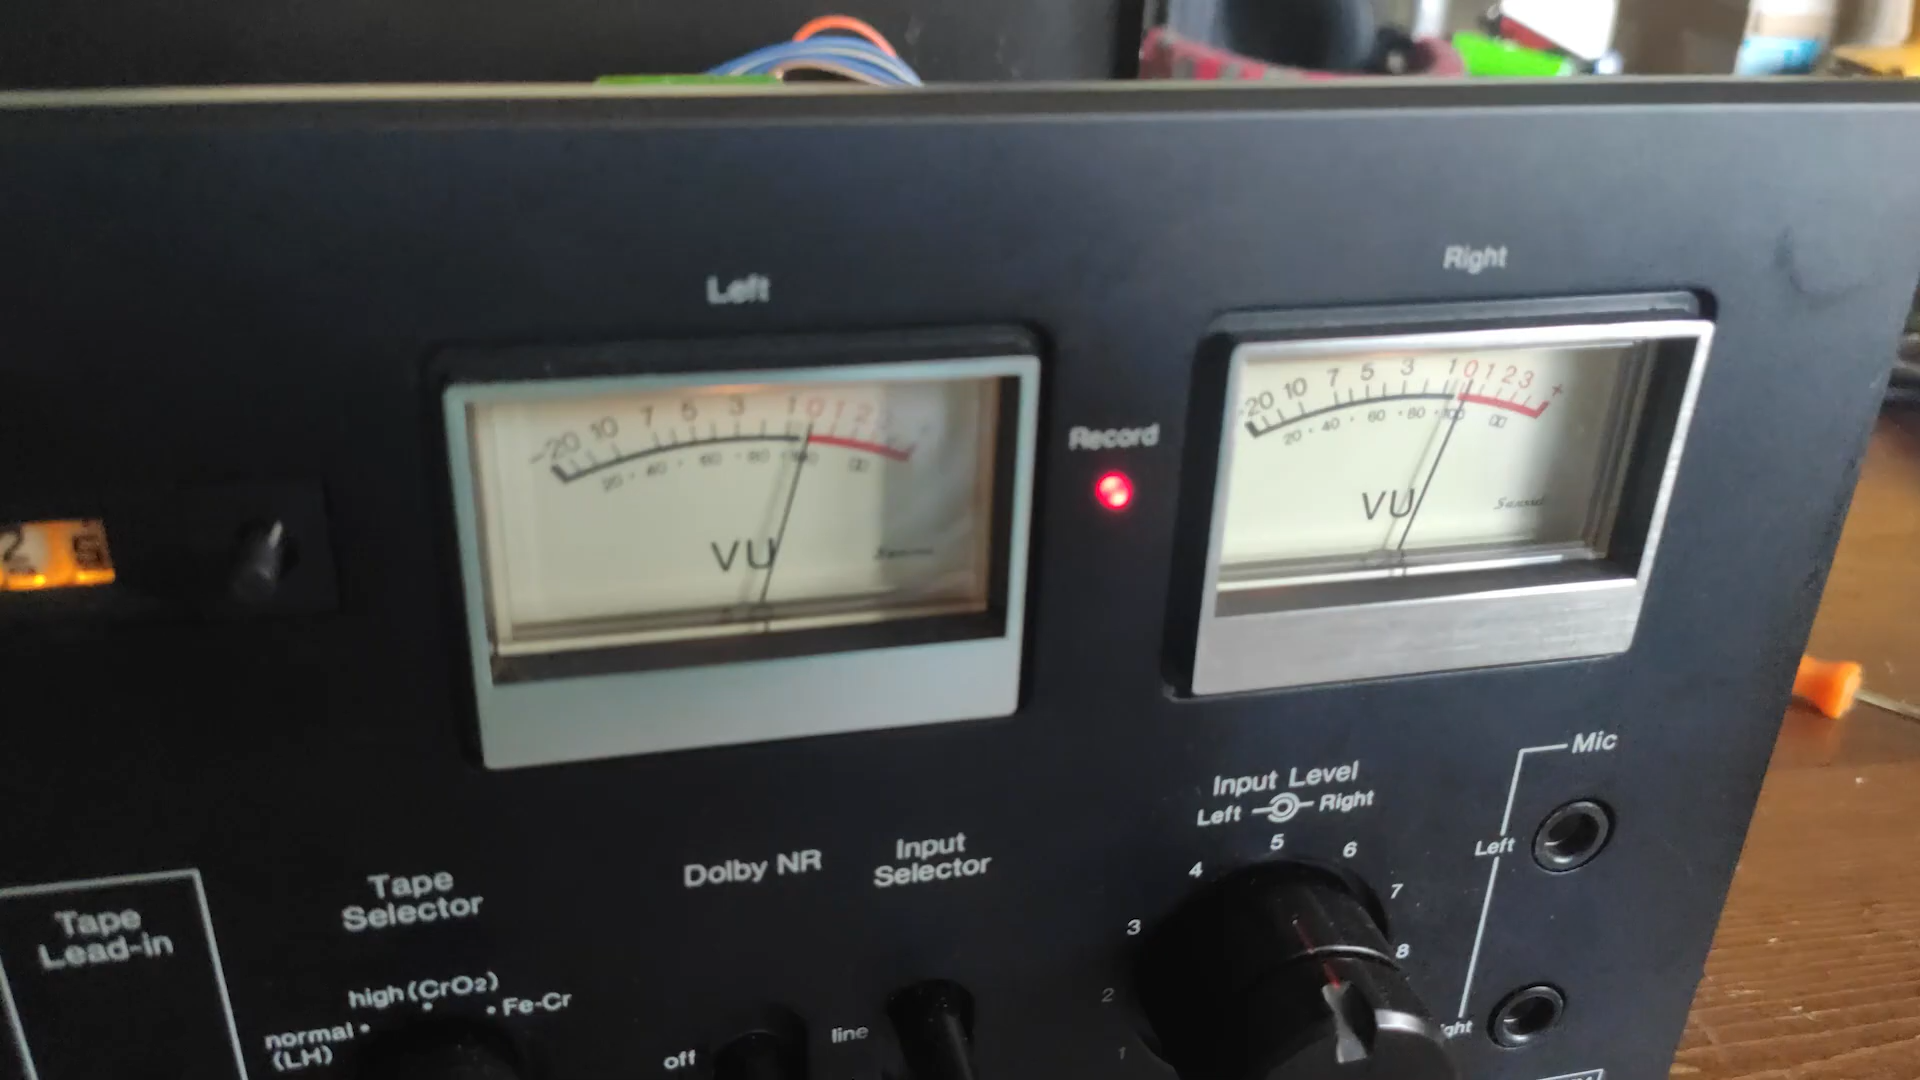 Left
Right
-20 10 7 5 3 1 0 1 2
20 40 60 80 100
VU
Record
-20 10 7 5 3 1 0 1 2 3 +
20 40 60 80 100
VU
Sansui
2 5
Mic
Input Level
Left Right
4 5 6
3 7
2 8
1
Left
Dolby NR
Input
Selector
Tape
Selector
Tape
Lead-in
high (CrO2)
Fe-Cr
normal
(LH)
off
line